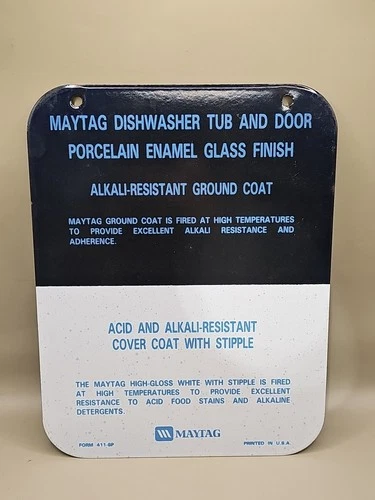 MAYTAG DISHWASHER TUB AND DOOR
PORCELAIN ENAMEL GLASS FINISH
ALKALI-RESISTANT GROUND COAT
MAYTAG GROUND COAT IS FIRED AT HIGH TEMPERATURES
TO PROVIDE EXCELLENT ALKALI RESISTANCE AND
ADHERENCE.
ACID AND ALKALI-RESISTANT
COVER COAT WITH STIPPLE
THE MAYTAG HIGH-GLOSS WHITE WITH STIPPLE IS FIRED
AT HIGH TEMPERATURES TO PROVIDE EXCELLENT
RESISTANCE TO ACID FOOD STAINS AND ALKALINE
DETERGENTS.
MAYTAG
FORM 411-8P PRINTED IN U.S.A.